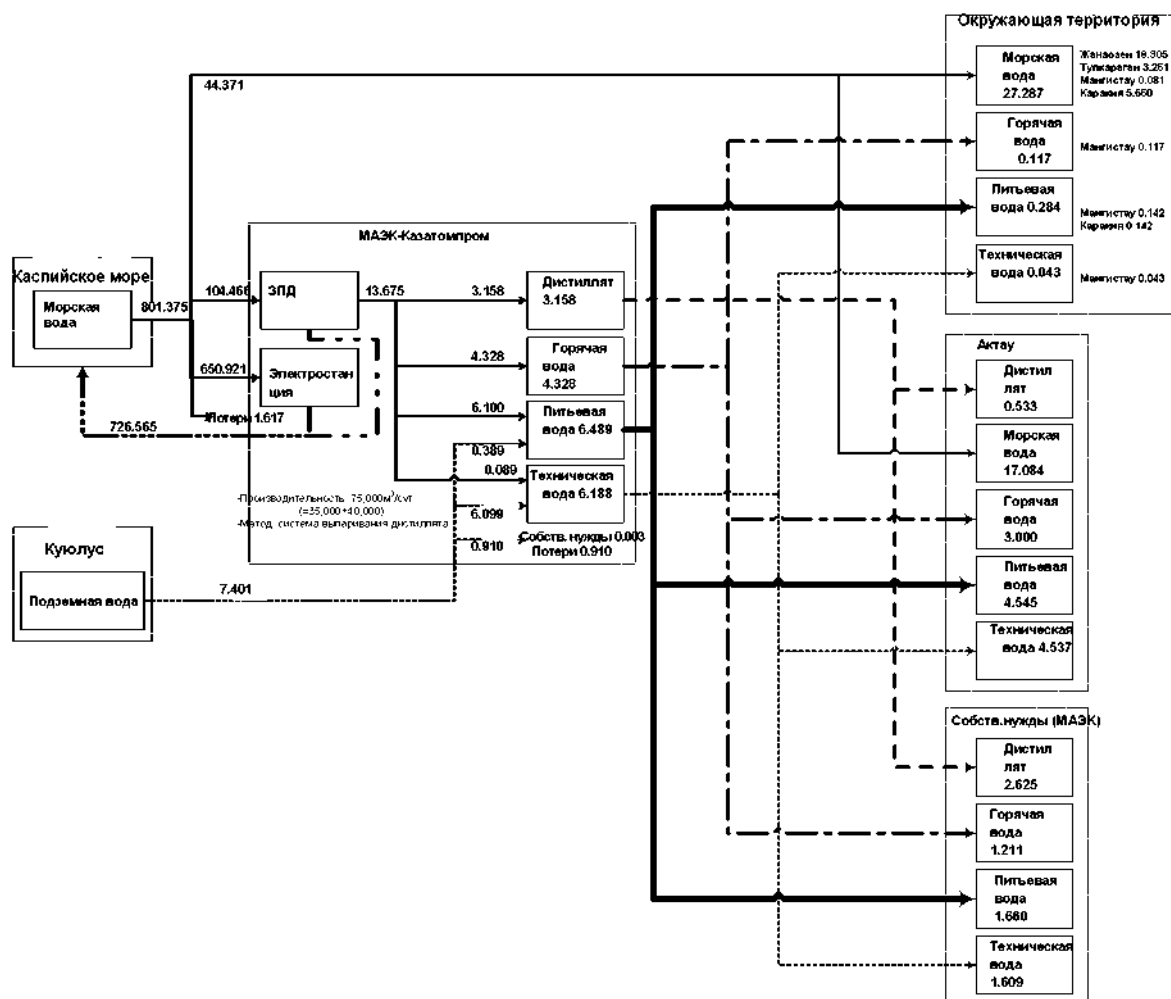 Окружающая территория
Морская
вода
27.287
Тупкараган 3.251
Мангистау 0.081
Каракия 5.650
44.371
Горячая
вода
0.117
Мангистау 0.117
Питьевая
вода 0.284
Мангистау 0.142
Каракия 0.142
Техническая
вода 0.043
Мангистау 0.043
МАЭК-Казатомпром
Каспийское море
Морская
вода
801.375
104.466
ЗПД
13.675
3.158
Дистиллят
3.158
650.921
Электростан
ция
4.328
Горячая
вода
4.328
Потери 1.617
726.565
6.100
Питьевая
вода 6.489
0.389
0.089
Техническая
вода 6.188
-Производительность 75,000м³/сут
(=35,000+40,000)
-Метод система выпаривания дистиллята
6.099
0.910
Собств. нужды 0.003
Потери 0.910
Куюлус
Подземная вода
7.401
Актау
Дистил
лят
0.533
Морская
вода
17.084
Горячая
вода
3.000
Питьевая
вода
4.545
Техническая
вода 4.537
Собств.нужды (МАЭК)
Дистил
лят
2.625
Горячая
вода
1.211
Питьевая
вода
1.660
Техническая
вода
1.609